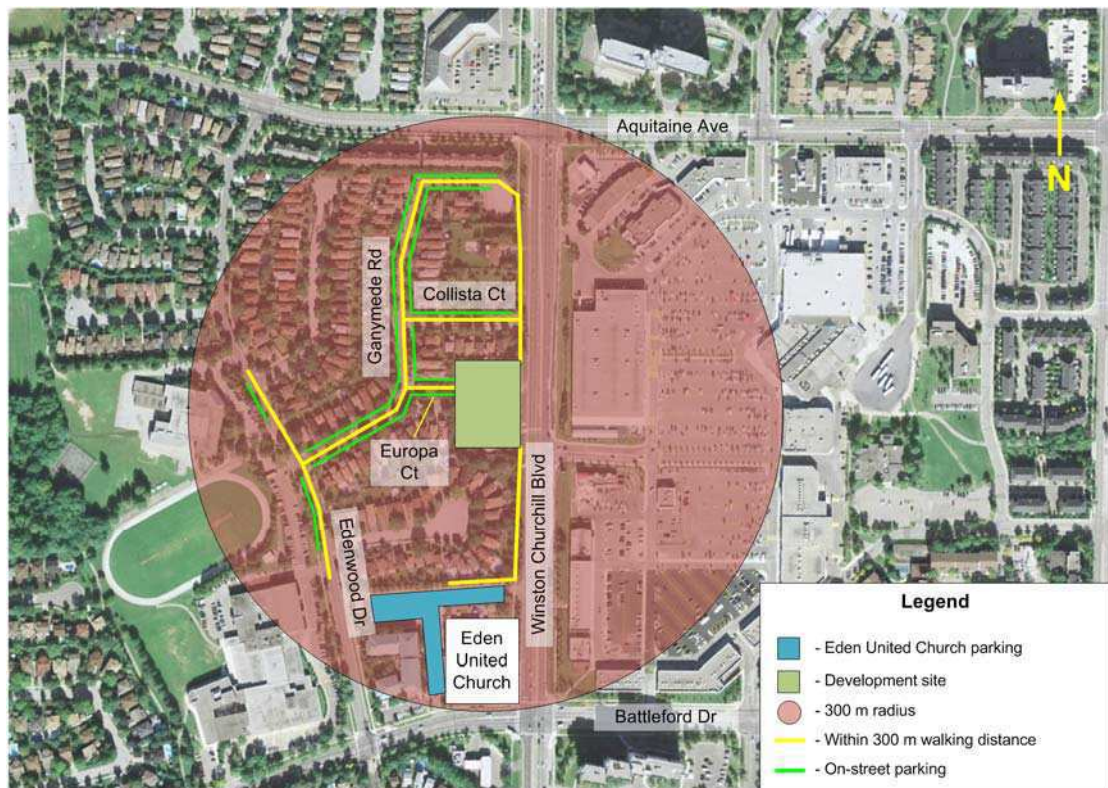 Aquitaine Ave
N
Collista Ct
Ganymede Rd
Europa
Ct
Winston Churchill Blvd
Edenwood Dr
Eden
United
Church
Battleford Dr
Legend
- Eden United Church parking
- Development site
- 300 m radius
- Within 300 m walking distance
- On-street parking